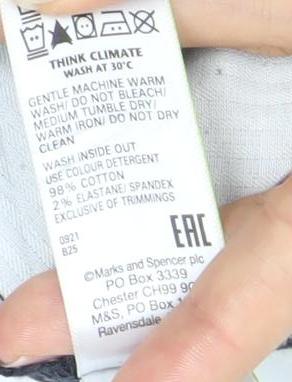 THINK CLIMATE
WASH AT 30°C
GENTLE MACHINE WARM
WASH/ DO NOT BLEACH/
MEDIUM TUMBLE DRY/
WARM IRON/ DO NOT DRY
CLEAN
WASH INSIDE OUT
USE COLOUR DETERGENT
98% COTTON
2% ELASTANE/ SPANDEX
EXCLUSIVE OF TRIMMINGS
0921
B25
EAC
©Marks and Spencer plc
PO Box 3339
Chester CH99
M&S, PO Box
Ravensdale